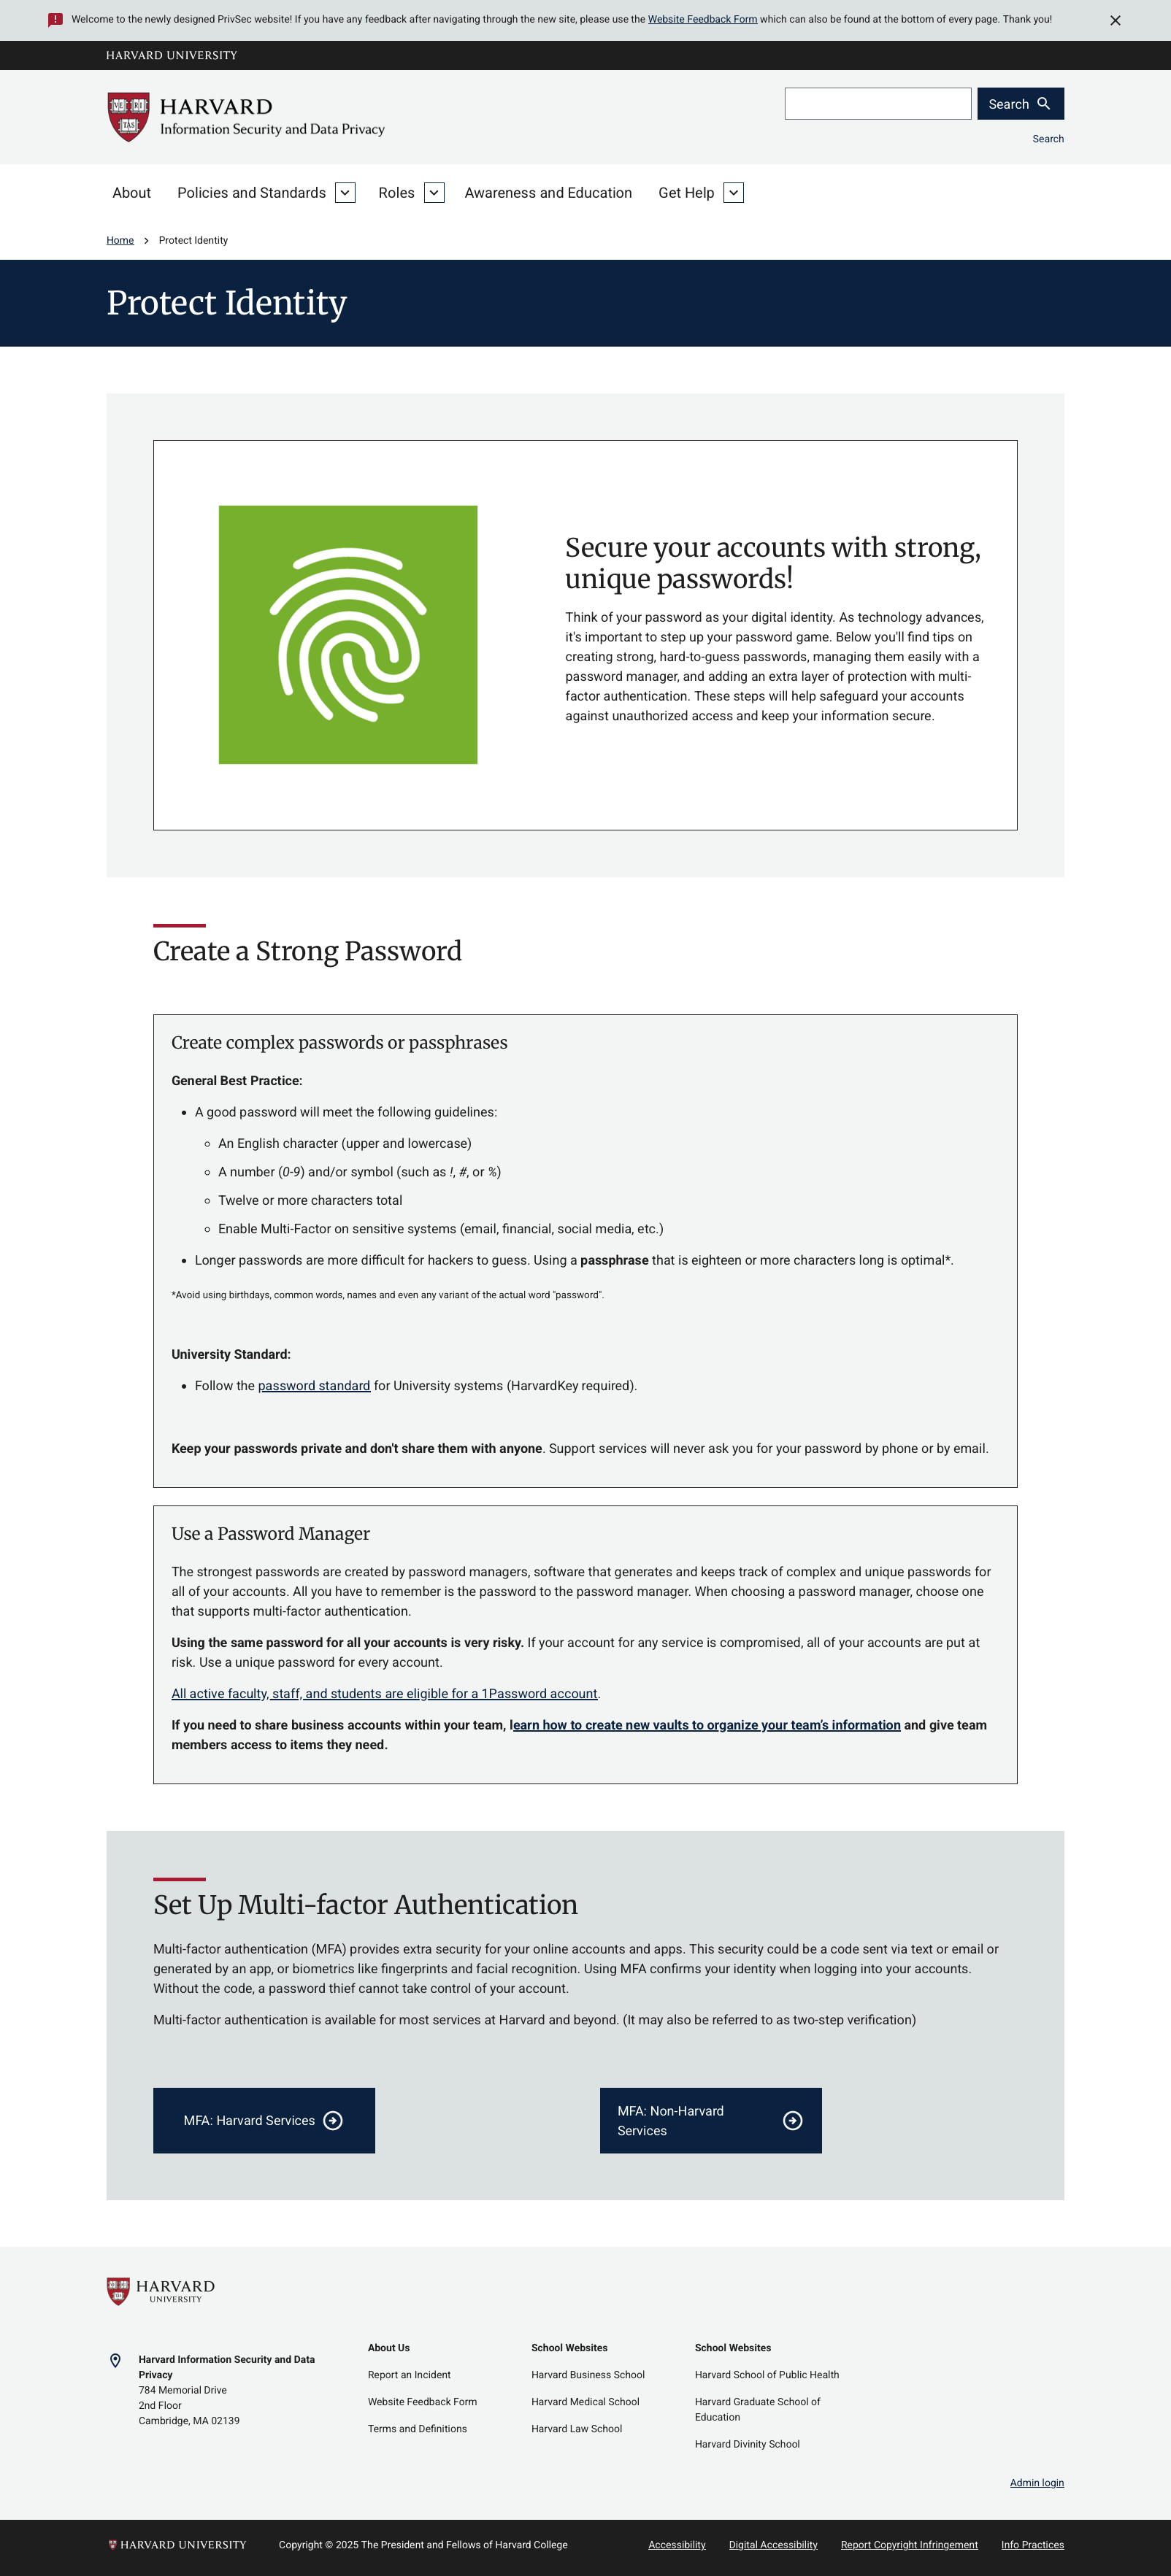 Welcome to the newly designed PrivSec website! If you have any feedback after navigating through the new site, please use the Website Feedback Form which can also be found at the bottom of every page. Thank you!
HARVARD UNIVERSITY
VE RI TAS
HARVARD
Information Security and Data Privacy
Search
Search
About
Policies and Standards
Roles
Awareness and Education
Get Help
Home
Protect Identity
Protect Identity
Secure your accounts with strong,
unique passwords!
Think of your password as your digital identity. As technology advances,
it's important to step up your password game. Below you'll find tips on
creating strong, hard-to-guess passwords, managing them easily with a
password manager, and adding an extra layer of protection with multi-
factor authentication. These steps will help safeguard your accounts
against unauthorized access and keep your information secure.
Create a Strong Password
Create complex passwords or passphrases
General Best Practice:
A good password will meet the following guidelines:
An English character (upper and lowercase)
A number (0-9) and/or symbol (such as !, #, or %)
Twelve or more characters total
Enable Multi-Factor on sensitive systems (email, financial, social media, etc.)
Longer passwords are more difficult for hackers to guess. Using a passphrase that is eighteen or more characters long is optimal*.
*Avoid using birthdays, common words, names and even any variant of the actual word "password".
University Standard:
Follow the password standard for University systems (HarvardKey required).
Keep your passwords private and don't share them with anyone. Support services will never ask you for your password by phone or by email.
Use a Password Manager
The strongest passwords are created by password managers, software that generates and keeps track of complex and unique passwords for
all of your accounts. All you have to remember is the password to the password manager. When choosing a password manager, choose one
that supports multi-factor authentication.
Using the same password for all your accounts is very risky. If your account for any service is compromised, all of your accounts are put at
risk. Use a unique password for every account.
All active faculty, staff, and students are eligible for a 1Password account.
If you need to share business accounts within your team, learn how to create new vaults to organize your team's information and give team
members access to items they need.
Set Up Multi-factor Authentication
Multi-factor authentication (MFA) provides extra security for your online accounts and apps. This security could be a code sent via text or email or
generated by an app, or biometrics like fingerprints and facial recognition. Using MFA confirms your identity when logging into your accounts.
Without the code, a password thief cannot take control of your account.
Multi-factor authentication is available for most services at Harvard and beyond. (It may also be referred to as two-step verification)
MFA: Harvard Services
MFA: Non-Harvard
Services
HARVARD
UNIVERSITY
Harvard Information Security and Data
Privacy
784 Memorial Drive
2nd Floor
Cambridge, MA 02139
About Us
Report an Incident
Website Feedback Form
Terms and Definitions
School Websites
Harvard Business School
Harvard Medical School
Harvard Law School
School Websites
Harvard School of Public Health
Harvard Graduate School of
Education
Harvard Divinity School
Admin login
HARVARD UNIVERSITY
Copyright © 2025 The President and Fellows of Harvard College
Accessibility
Digital Accessibility
Report Copyright Infringement
Info Practices